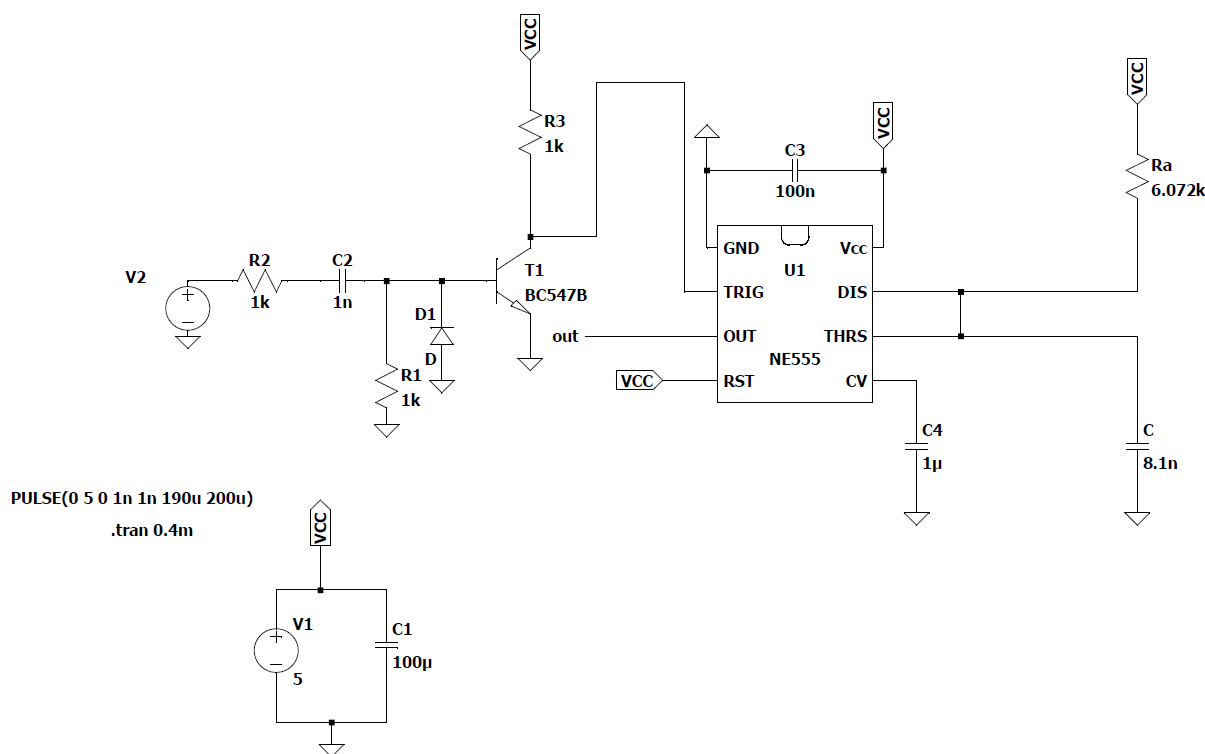 VCC
R3
1k
VCC
C3
100n
VCC
Ra
6.072k
GND
VCC
U1
TRIG
DIS
OUT
THRS
NE555
RST
CV
out
VCC
V2
R2
1k
C2
1n
T1
BC547B
D1
D
R1
1k
C4
1µ
C
8.1n
PULSE(0 5 0 1n 1n 190u 200u)
.tran 0.4m
VCC
V1
5
C1
100µ